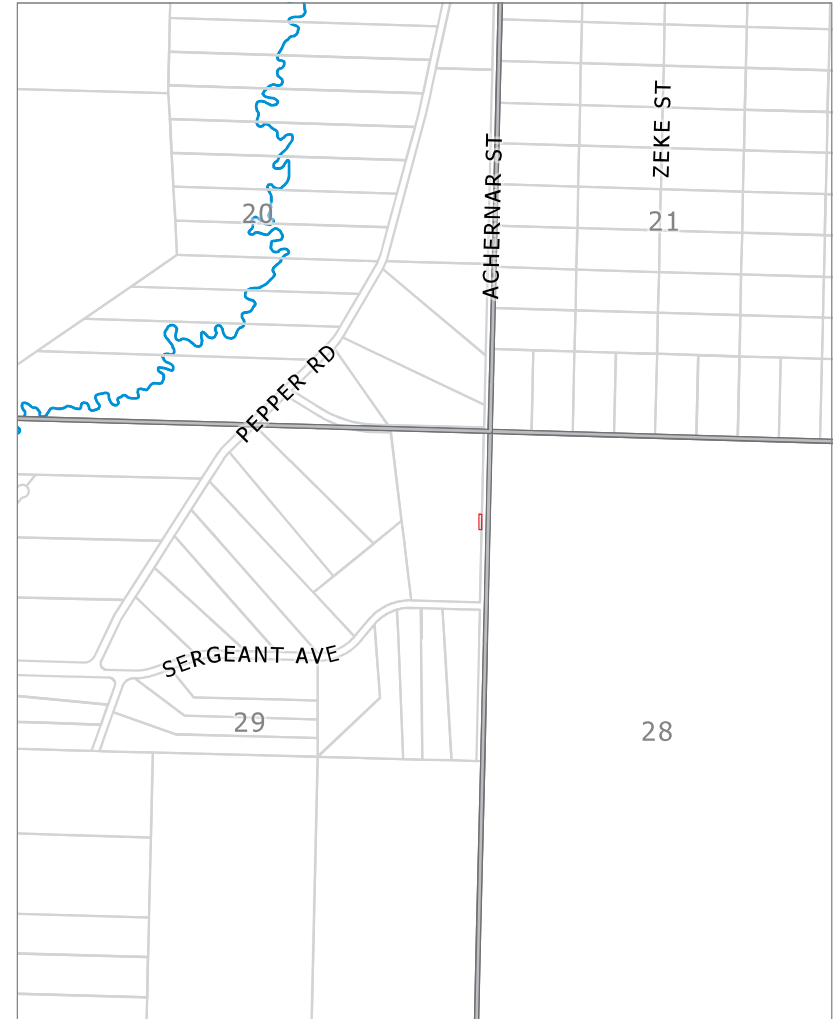 ZEKE ST
ACHERNAR ST
20
21
PEPPER RD
SERGEANT AVE
29
28